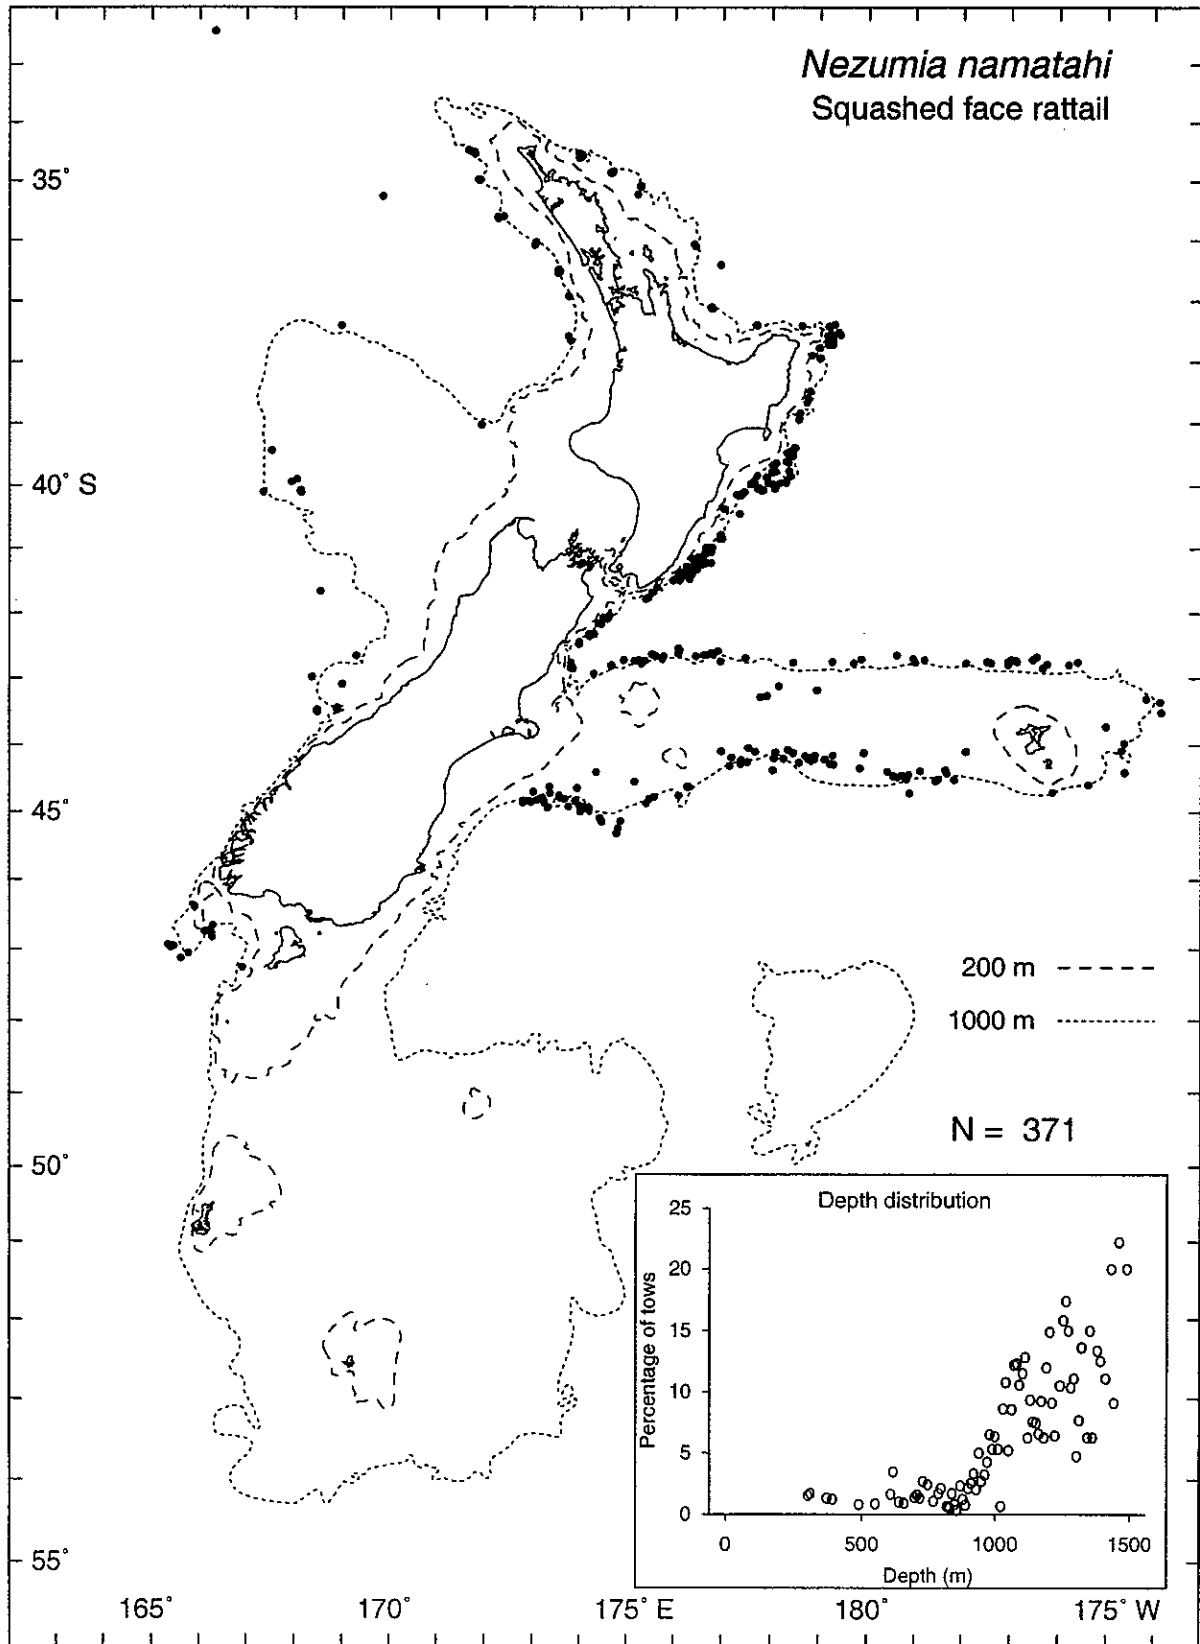 Nezumia namatahi
Squashed face rattail
35°
40° S
45°
50°
55°
165°
170°
175° E
180°
175° W
200 m
1000 m
N = 371
Depth distribution
Percentage of tows
25
20
15
10
5
0
0
500
1000
1500
Depth (m)